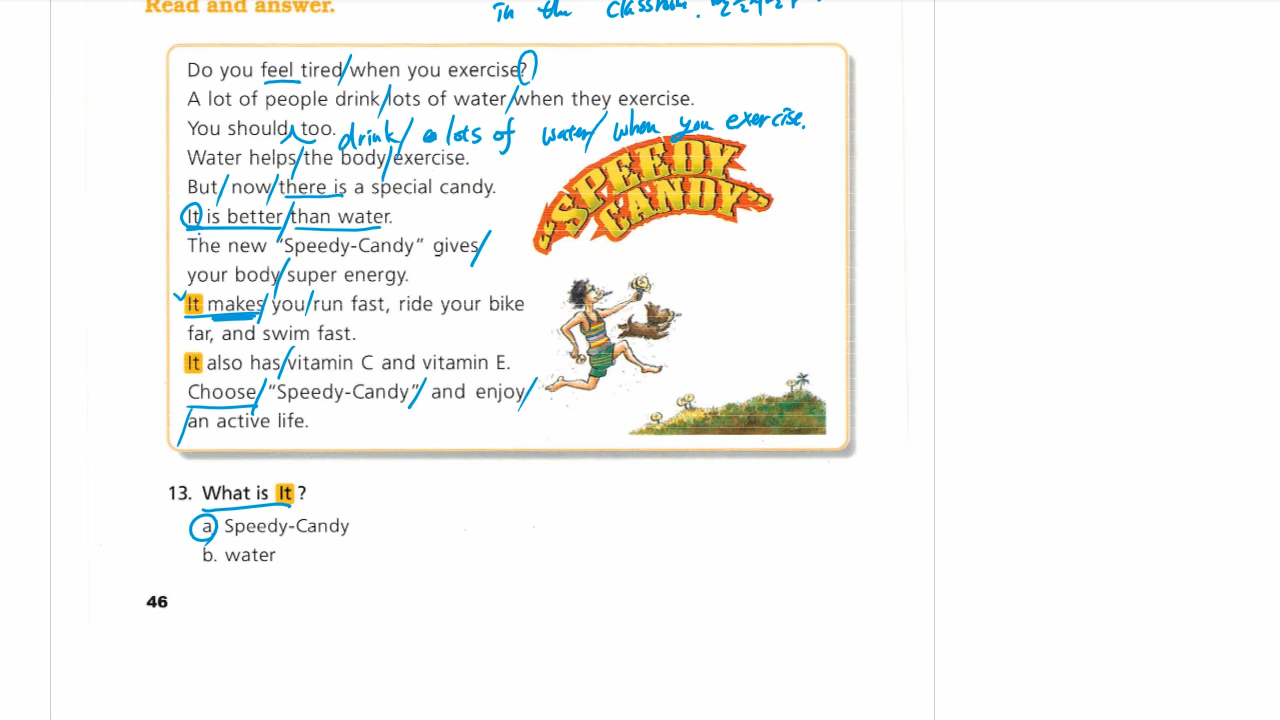 Read and answer.
in the classroom.
Do you feel tired when you exercise?
A lot of people drink lots of water when they exercise.
You should too.
drink a lots of water when you exercise.
Water helps the body exercise.
But now there is a special candy.
It is better than water.
The new "Speedy-Candy" gives
your body super energy.
It makes you run fast, ride your bike
far, and swim fast.
It also has vitamin C and vitamin E.
Choose "Speedy-Candy" and enjoy
an active life.
"SPEEDY
CANDY"
13. What is It ?
a. Speedy-Candy
b. water
46